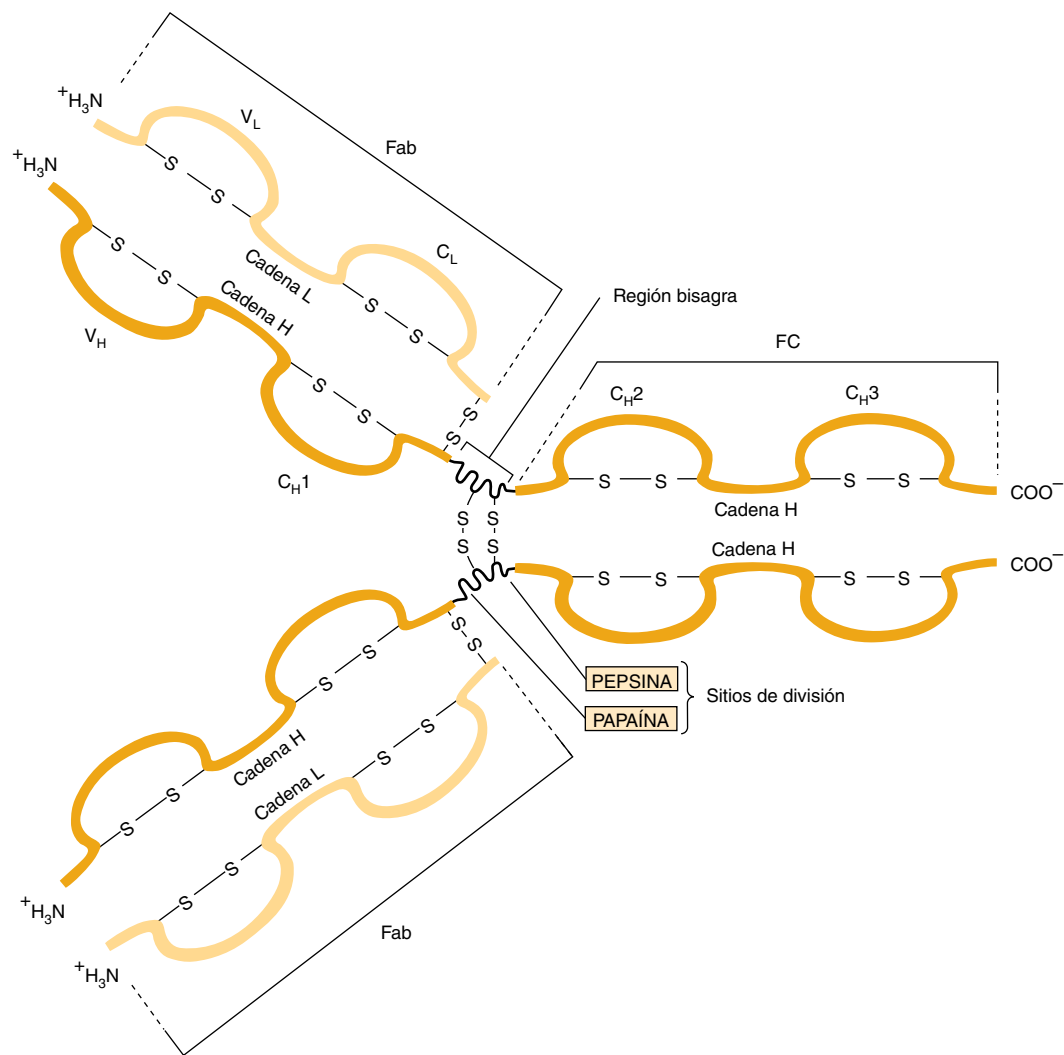 +H3N
VL
Fab
+H3N
S
S
S
S
Cadena L
CL
Cadena H
S
S
VH
S
S
Región bisagra
FC
CH2
CH3
S
S
CH1
S
S
S
S
COO−
Cadena H
S
S
S
S
Cadena H
COO−
S
S
S
S
S
S
S
S
PEPSINA
PAPAÍNA
Sitios de división
S
S
Cadena H
Cadena L
S
S
S
S
+H3N
Fab
+H3N